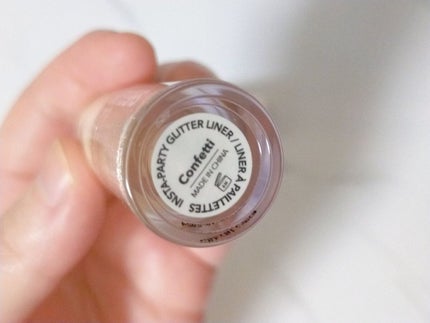 INSTA-PARTY GLITTER LINER / LINER À PAILLETTES
Confetti
MADE IN CHINA